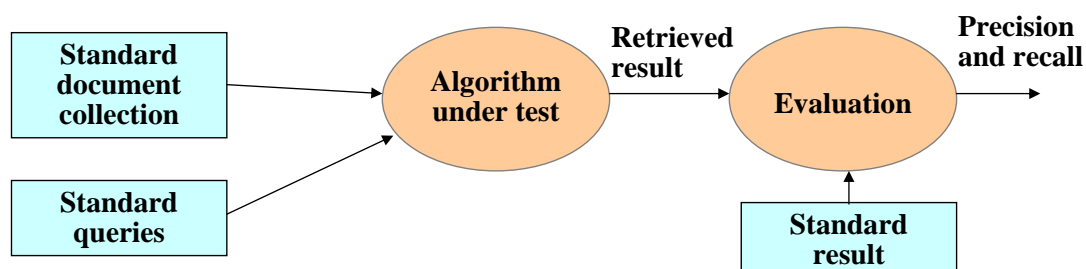 Standard
document
collection
Standard
queries
Algorithm
under test
Retrieved
result
Evaluation
Precision
and recall
Standard
result